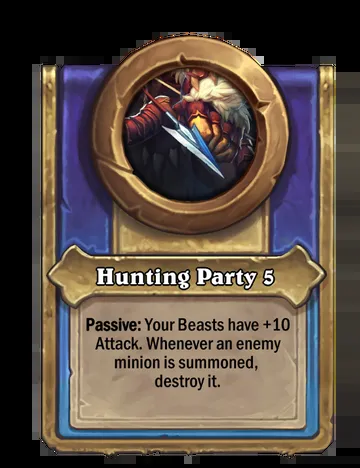 Hunting Party 5
Passive: Your Beasts have +10
Attack. Whenever an enemy
minion is summoned,
destroy it.